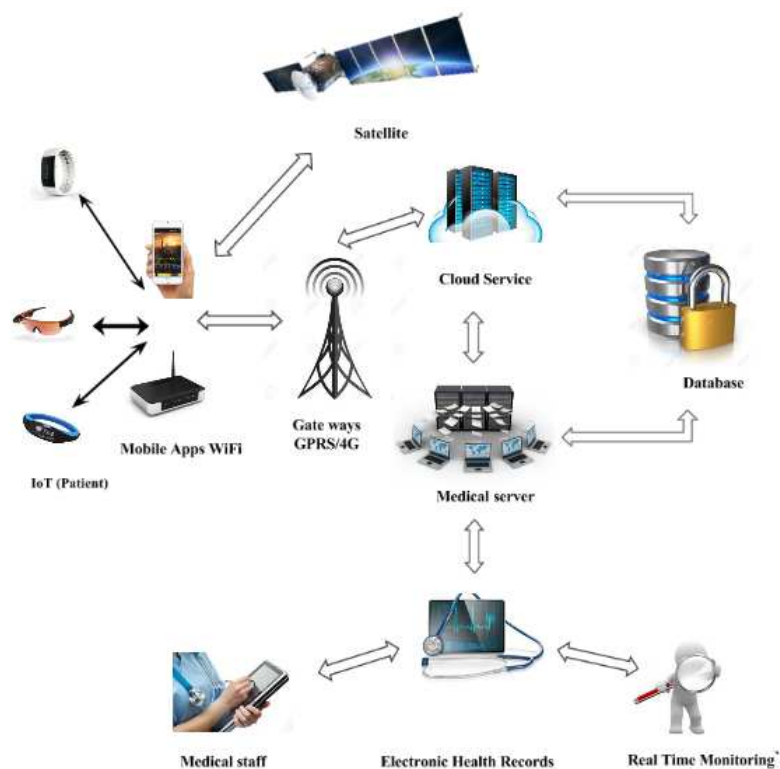 Satellite
Cloud Service
Database
Mobile Apps WiFi
Gate ways
GPRS/4G
IoT (Patient)
Medical server
Medical staff
Electronic Health Records
Real Time Monitoring`